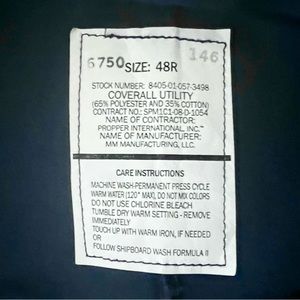 6750 SIZE: 48R 146
STOCK NUMBER: 8405-01-057-3498
COVERALL UTILITY
(65% POLYESTER AND 35% COTTON)
CONTRACT NO.: SPM1C1-08-D-1054
NAME OF CONTRACTOR:
PROPPER INTERNATIONAL, INC.™
NAME OF MANUFACTURER:
MM MANUFACTURING, LLC.
CARE INSTRUCTIONS
MACHINE WASH-PERMANENT PRESS CYCLE
WARM WATER (120° MAX), DO NOT MIX COLORS
DO NOT USE CHLORINE BLEACH
TUMBLE DRY WARM SETTING - REMOVE
IMMEDIATELY
TOUCH UP WITH WARM IRON, IF NEEDED
OR
FOLLOW SHIPBOARD WASH FORMULA II